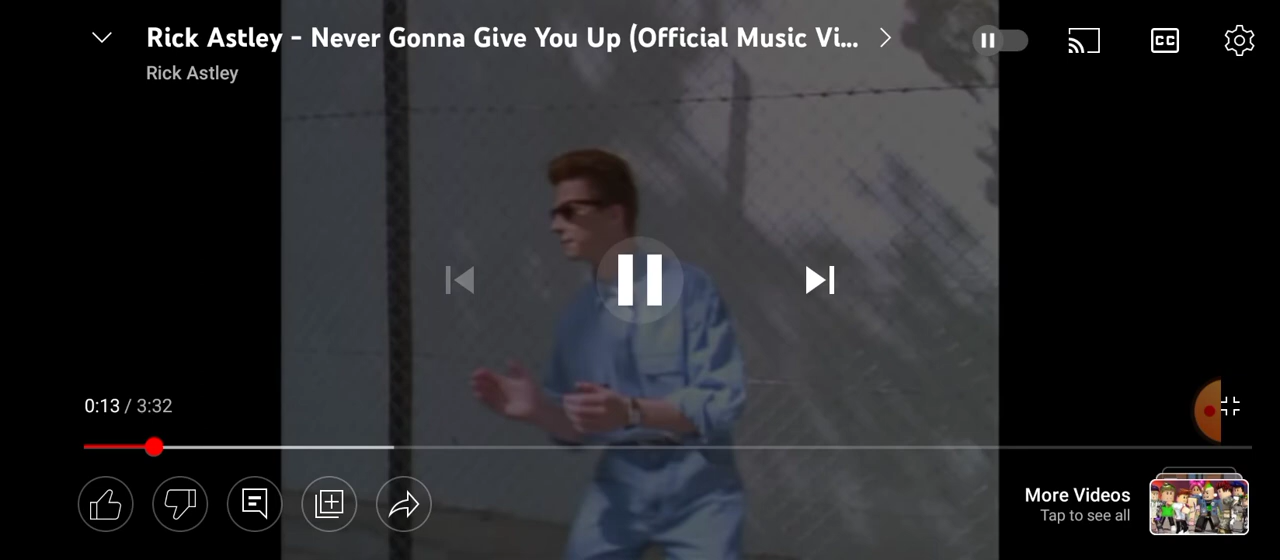 Rick Astley - Never Gonna Give You Up (Official Music Vi...
Rick Astley
CC
0:13 / 3:32
More Videos
Tap to see all